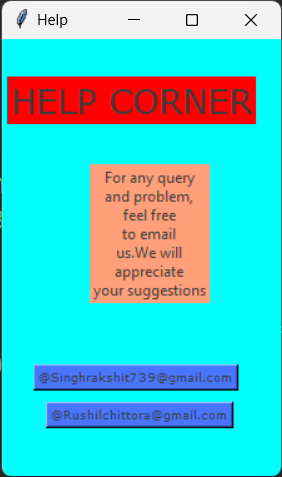 Help
HELP CORNER
For any query
and problem,
feel free
to email
us.We will
appreciate
your suggestions
@Singhrakshit739@gmail.com
@Rushilchittora@gmail.com